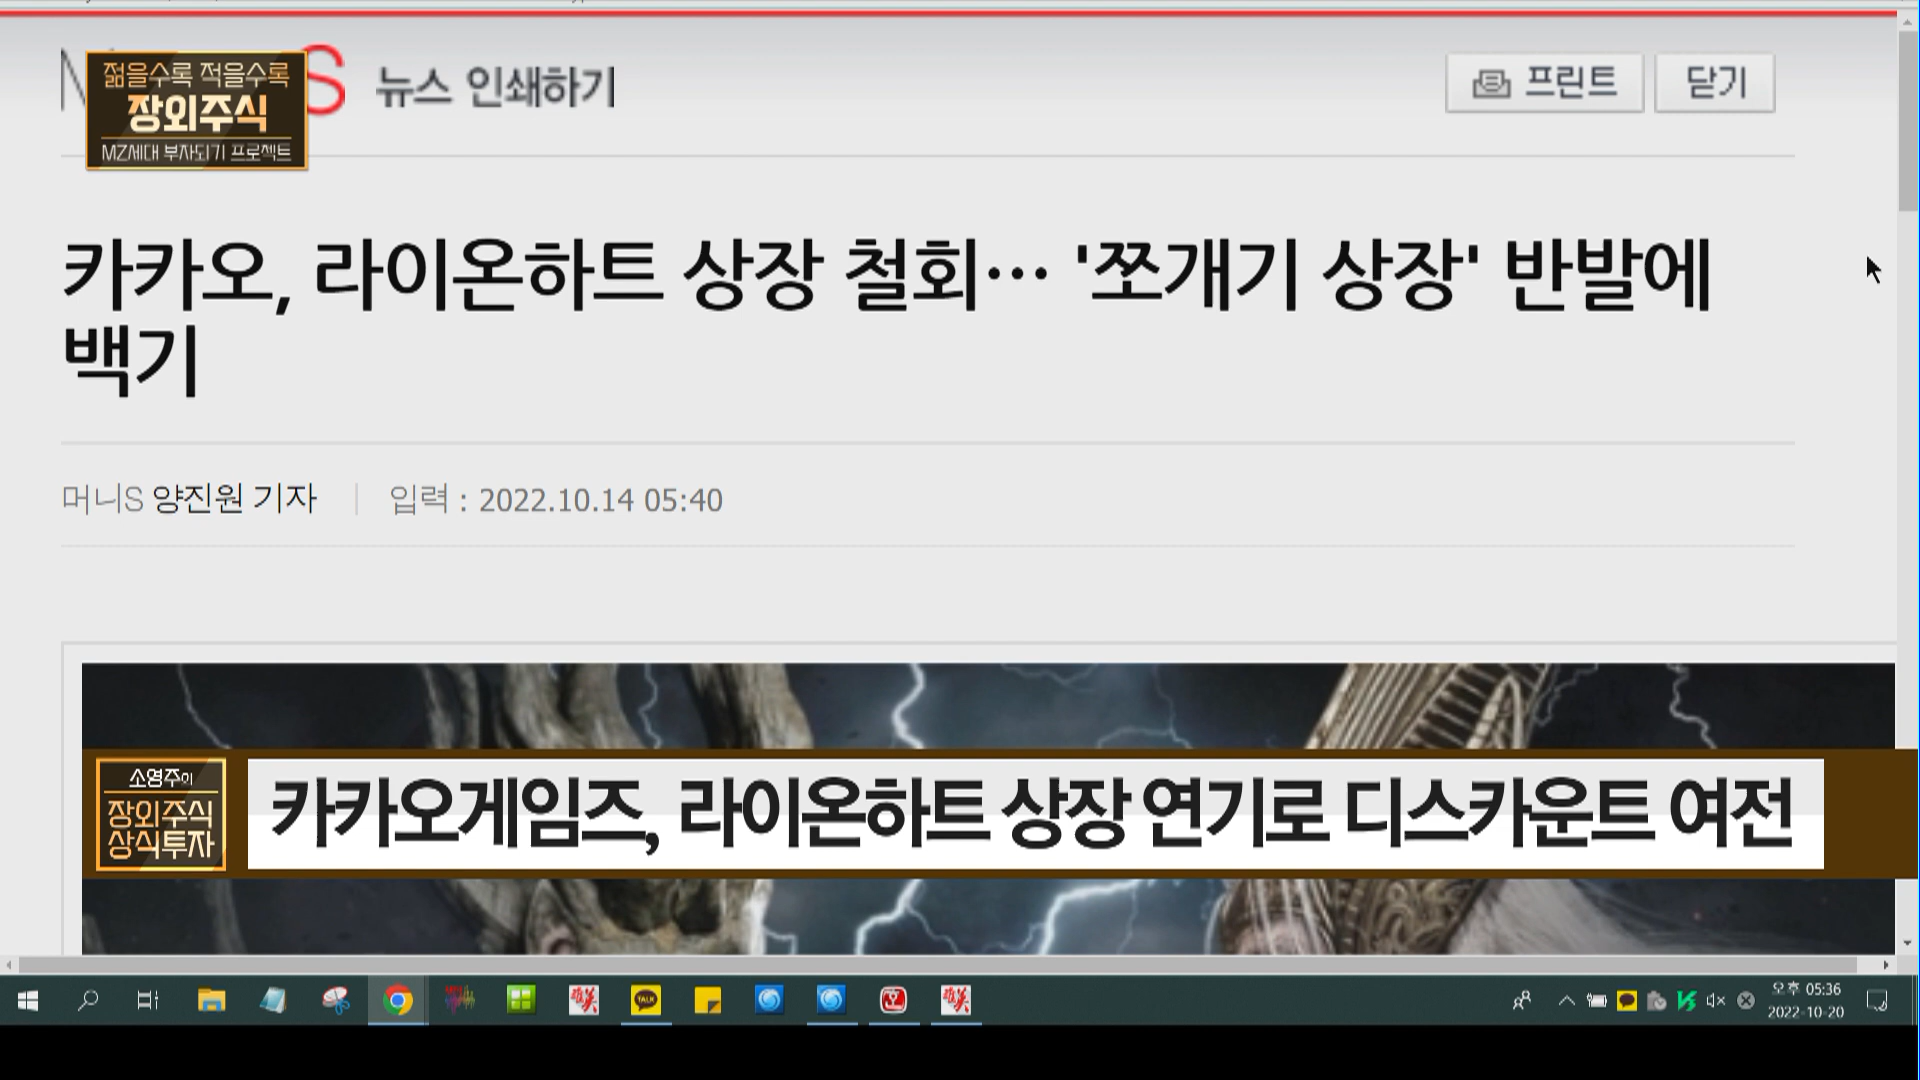 젊을수록 적을수록
장외주식
MZ세대 부자되기 프로젝트
S 뉴스 인쇄하기
프린트
닫기
카카오, 라이온하트 상장 철회… '쪼개기 상장' 반발에
백기
머니S 양진원 기자
입력 : 2022.10.14 05:40
소영주의
장외주식
상식투자
카카오게임즈, 라이온하트 상장 연기로 디스카운트 여전
TALK
오후 05:36
2022-10-20